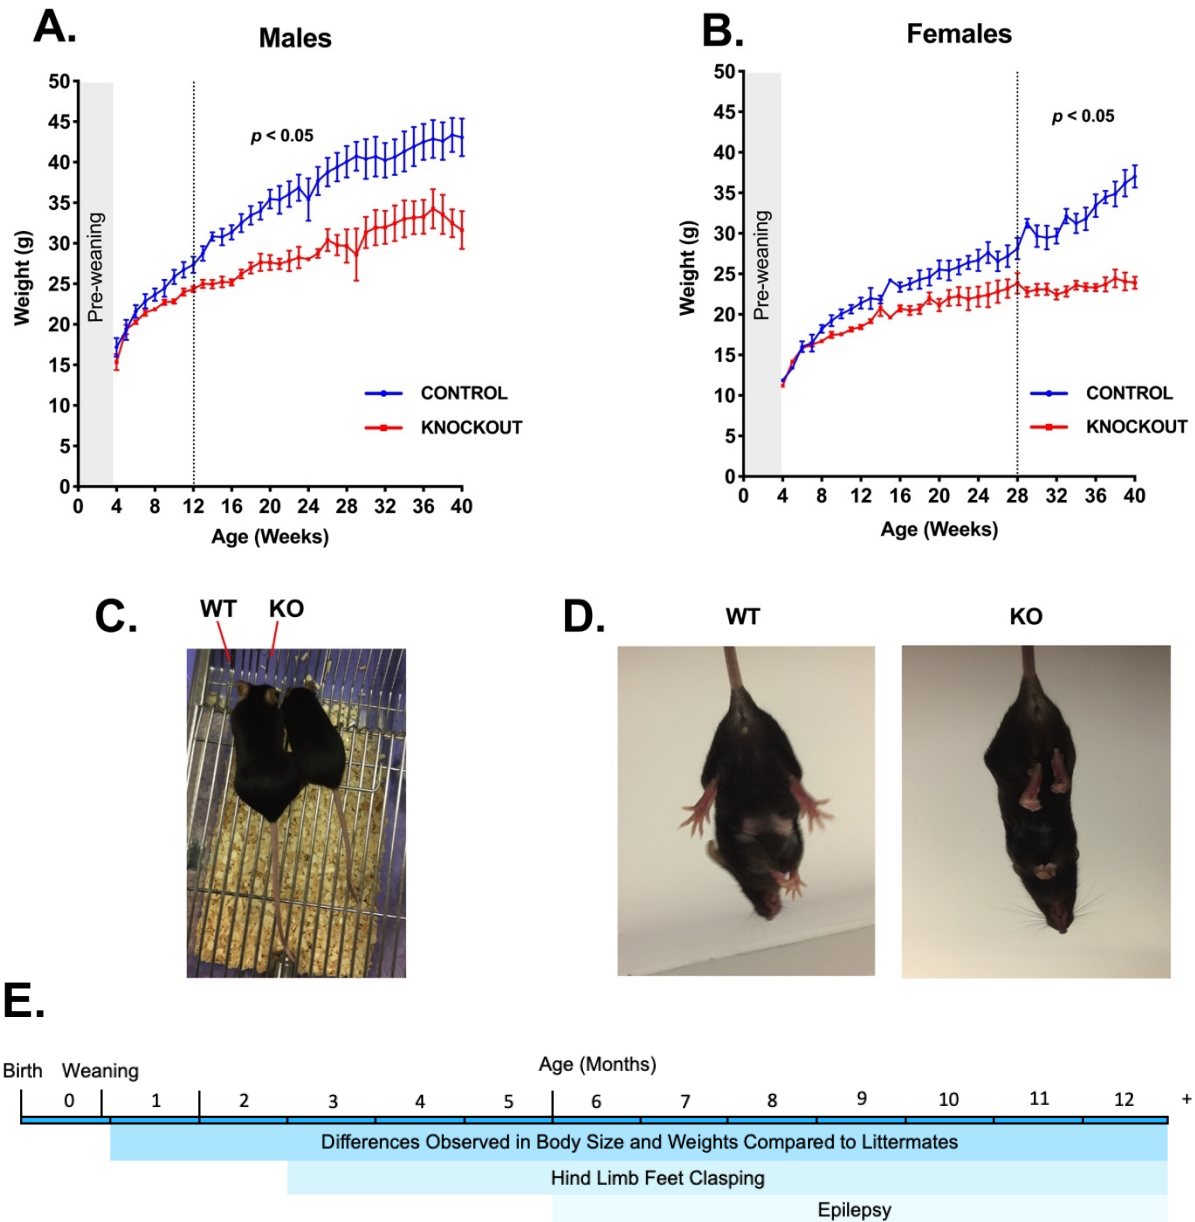 A.
Males
50
45
40
35
30
25
20
15
10
5
0
Weight (g)
Pre-weaning
p < 0.05
CONTROL
KNOCKOUT
0 4 8 12 16 20 24 28 32 36 40
Age (Weeks)
B.
Females
50
45
40
35
30
25
20
15
10
5
0
Weight (g)
Pre-weaning
p < 0.05
CONTROL
KNOCKOUT
0 4 8 12 16 20 24 28 32 36 40
Age (Weeks)
C.
WT KO
D.
WT
KO
E.
Age (Months)
Birth Weaning
0 1 2 3 4 5 6 7 8 9 10 11 12 +
Differences Observed in Body Size and Weights Compared to Littermates
Hind Limb Feet Clasping
Epilepsy